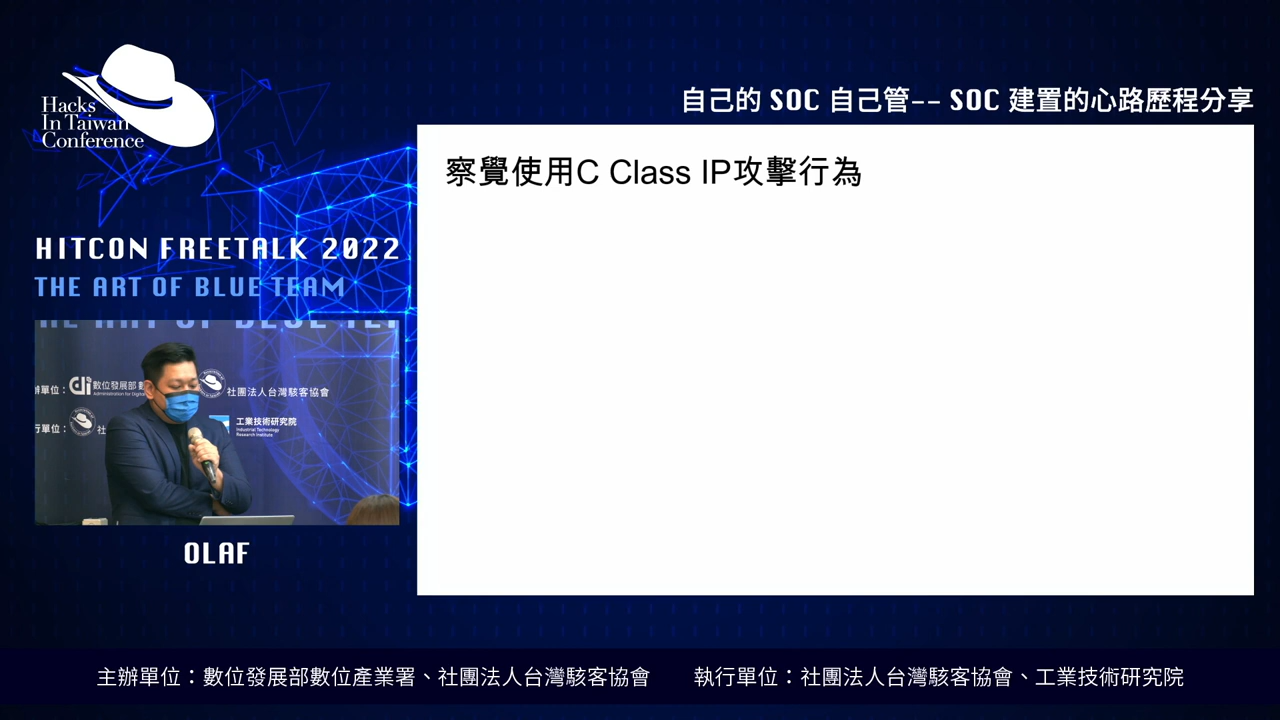 Hacks
In Taiwan
Conference
自己的 SOC 自己管-- SOC 建置的心路歷程分享
察覺使用C Class IP攻擊行為
HITCON FREETALK 2022
THE ART OF BLUE TEAM
數位發展部
社團法人台灣駭客協會
行單位：
工業技術研究院
Industrial Technology
Research Institute
OLAF
主辦單位：數位發展部數位產業署、社團法人台灣駭客協會
執行單位：社團法人台灣駭客協會、工業技術研究院